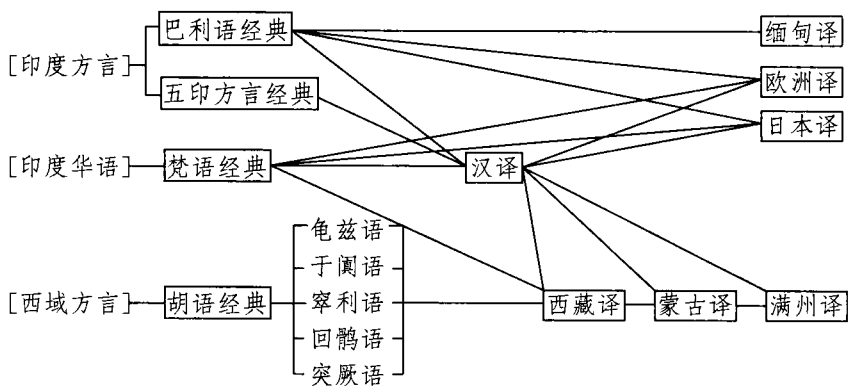 巴利语经典
缅甸译
[印度方言]
欧洲译
五印方言经典
日本译
[印度华语]
梵语经典
汉译
龟兹语
于阗语
[西域方言]
胡语经典
窣利语
西藏译
蒙古译
满州译
回鹘语
突厥语